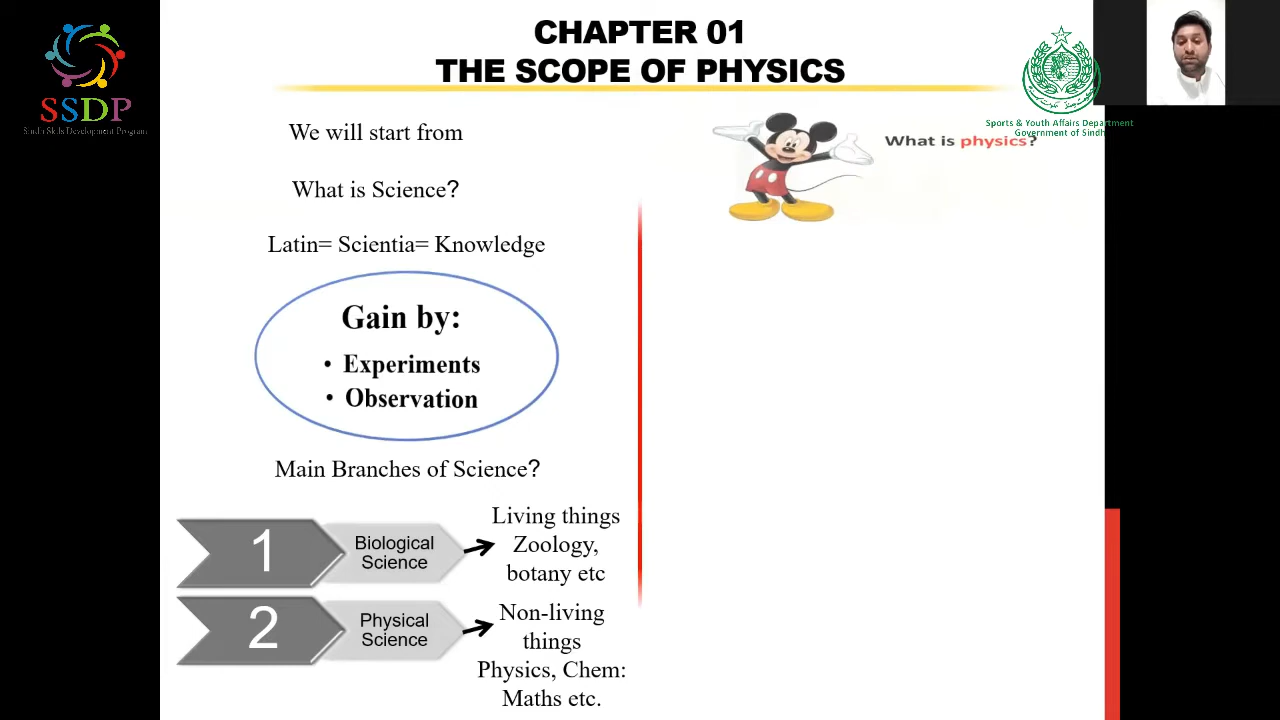 SSDP
Sindh Skills Development Program
CHAPTER 01
THE SCOPE OF PHYSICS
Sports & Youth Affairs Department
Government of Sindh
We will start from
What is Science?
Latin= Scientia= Knowledge
Gain by:
• Experiments
• Observation
Main Branches of Science?
1
Biological
Science
Living things
Zoology,
botany etc
2
Physical
Science
Non-living
things
Physics, Chem:
Maths etc.
What is physics?